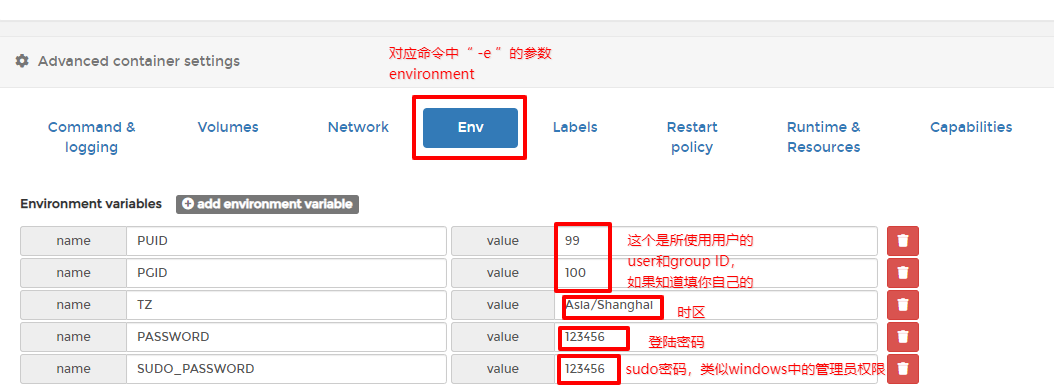 对应命令中“ -e ”的参数
Advanced container settings
environment
Command & logging
Volumes
Network
Env
Labels
Restart policy
Runtime & Resources
Capabilities
Environment variables add environment variable
name PUID value 99 这个是所使用用户的
user和group ID，
name PGID value 100 如果知道填你自己的
name TZ value Asia/Shanghai 时区
name PASSWORD value 123456 登陆密码
name SUDO_PASSWORD value 123456 sudo密码，类似windows中的管理员权限